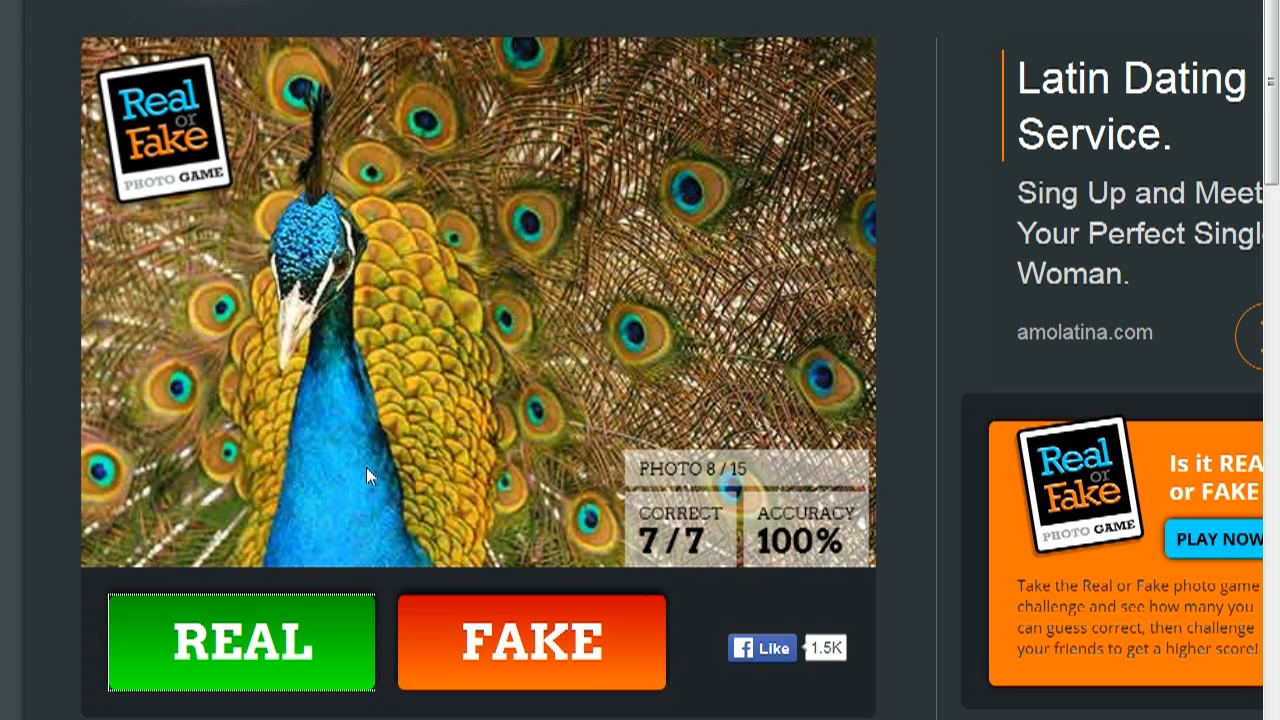 Real
or
Fake
PHOTO GAME
PHOTO 8 / 15
CORRECT
7 / 7
ACCURACY
100%
REAL
FAKE
Like
1.5K
Latin Dating
Service.
Sing Up and Meet
Your Perfect Singl
Woman.
amolatina.com
Real
or
Fake
PHOTO GAME
Is it REA
or FAKE
PLAY NOW
Take the Real or Fake photo game
challenge and see how many you
can guess correct, then challenge
your friends to get a higher score!